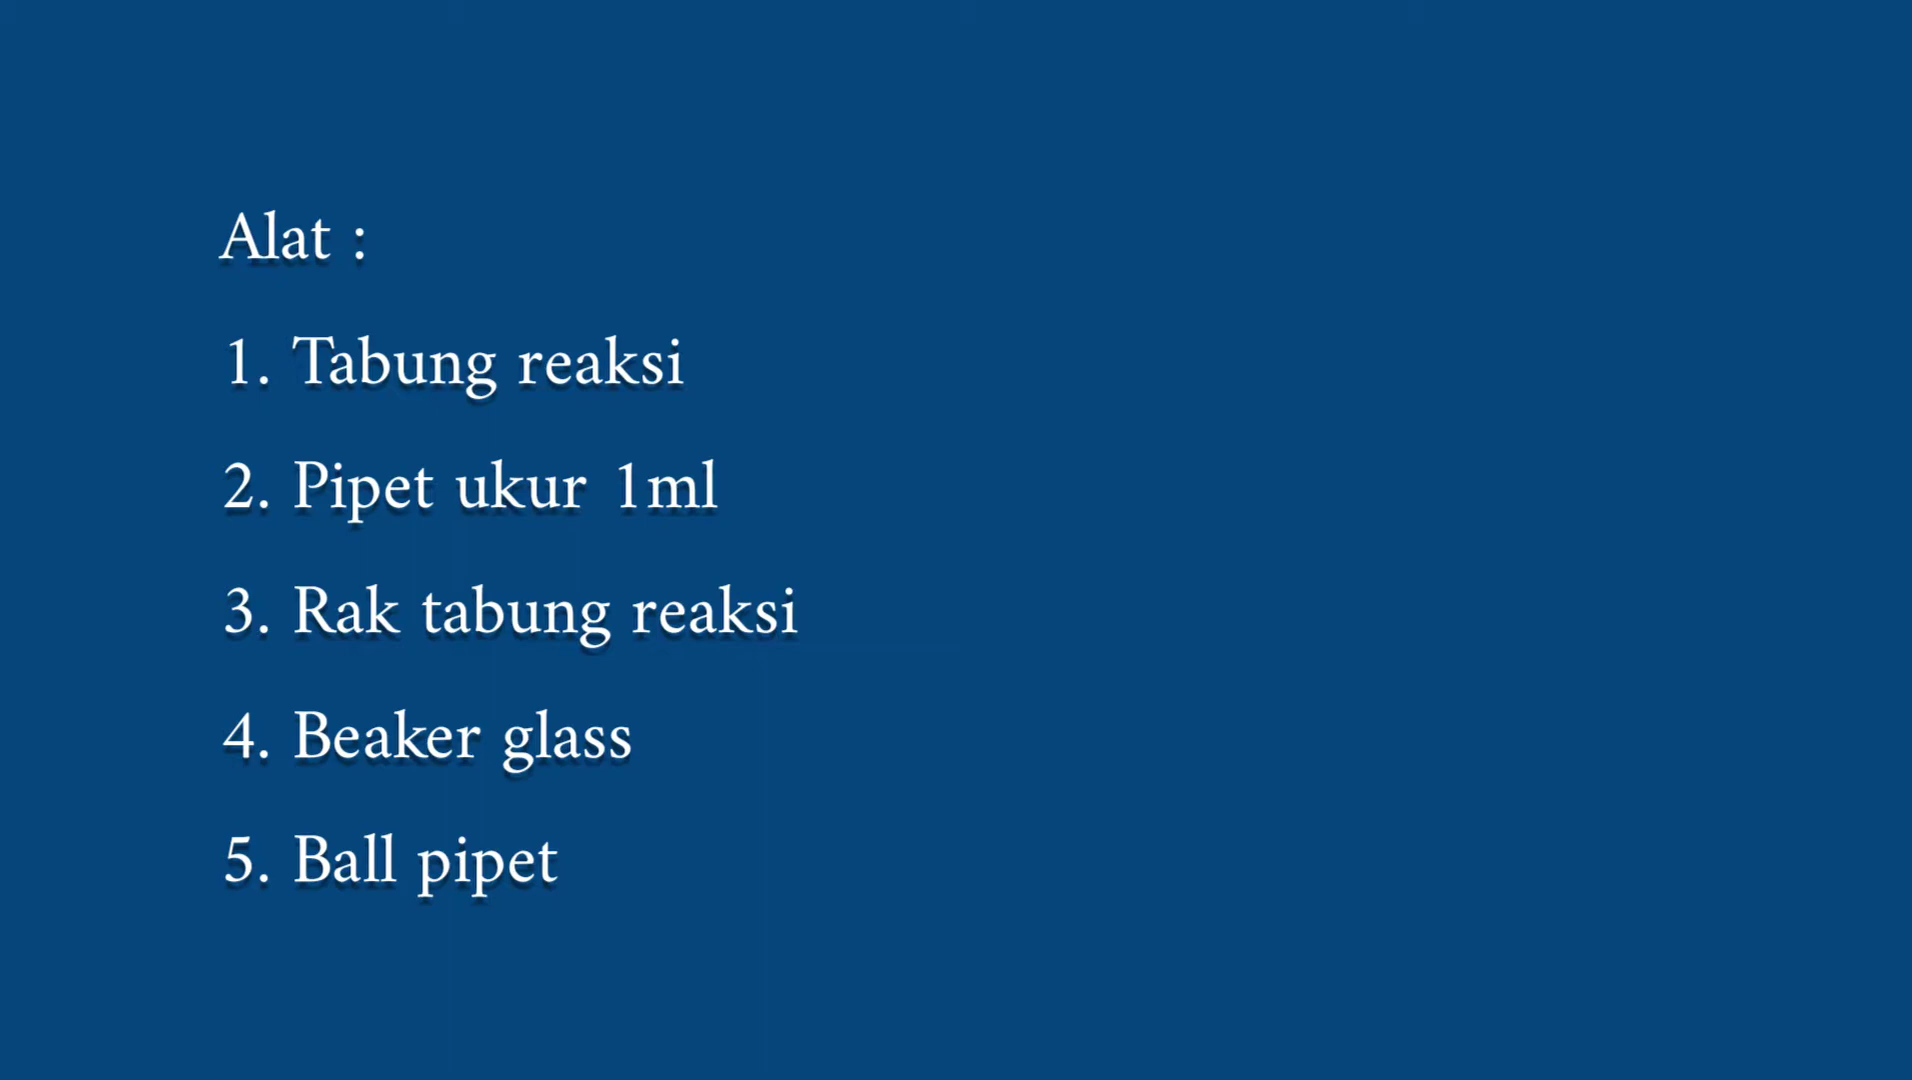 Alat :
1. Tabung reaksi
2. Pipet ukur 1ml
3. Rak tabung reaksi
4. Beaker glass
5. Ball pipet